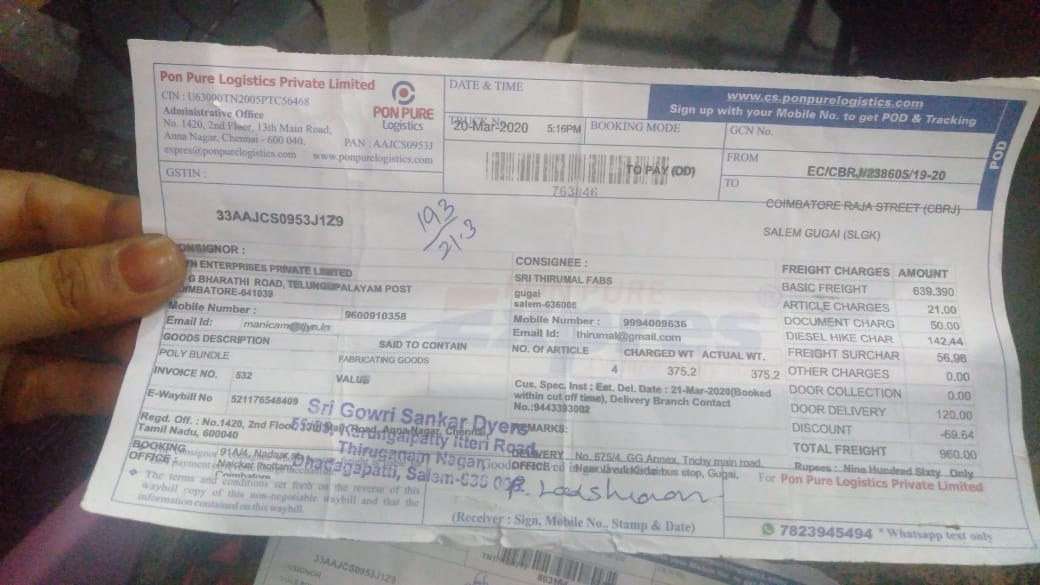 Pon Pure Logistics Private Limited
CIN : U63090TN2005PTC56468
Administrative Office
No. 1420, 2nd Floor, 13th Main Road,
Anna Nagar, Chennai - 600 040.
PAN : AAJCS0953J
expres@ponpurelogistics.com www.ponpurelogistics.com
PON PURE
Logistics
GSTIN :
33AAJCS0953J1Z9
DATE & TIME
20-Mar-2020 5:16PM
BOOKING MODE
TO PAY (DD)
763846
www.cs.ponpurelogistics.com
Sign up with your Mobile No. to get POD & Tracking
POD
GCN No.
EC/CBRJ/238605/19-20
FROM
COIMBATORE RAJA STREET (CBRJ)
TO
SALEM GUGAI (SLGK)
193
21.3
CONSIGNOR :
ENTERPRISES PRIVATE LIMITED
G BHARATHI ROAD, TELUNGUPALAYAM POST
COIMBATORE-641039
Mobile Number : 9600910358
Email Id: manicam@tjyn.in
CONSIGNEE :
SRI THIRUMAL FABS
gugai
salem-636006
Mobile Number : 9994009636
Email Id: thirumal@gmail.com
GOODS DESCRIPTION SAID TO CONTAIN
POLY BUNDLE FABRICATING GOODS
INVOICE NO. 532 VALUE
E-Waybill No 521176548409
NO. Of ARTICLE CHARGED WT ACTUAL WT.
4 375.2 375.2
Cus. Spec. Inst : Est. Del. Date : 21-Mar-2020(Booked
within cut off time), Delivery Branch Contact
No.:9443393002
REMARKS:
FREIGHT CHARGES AMOUNT
BASIC FREIGHT 639.390
ARTICLE CHARGES 21.00
DOCUMENT CHARG 50.00
DIESEL HIKE CHAR 142.44
FREIGHT SURCHAR 56.98
OTHER CHARGES 0.00
DOOR COLLECTION 0.00
DOOR DELIVERY 120.00
DISCOUNT -69.64
TOTAL FREIGHT 960.00
Rupees : Nine Hundred Sixty Only
For Pon Pure Logistics Private Limited
Regd. Off. : No.1420, 2nd Floor, 13th Main Road, Anna Nagar, Chennai,
Tamil Nadu, 600040
Sri Gowri Sankar Dyers
Itteri Road
Thiruganam Nagar,
Dhadagapatti, Salem-636 006
BOOKING OFFICE : 91A/4, Nadaar
Naicker thottam
Coimbatore
DELIVERY OFFICE No. 675/4, GG Annex, Trichy main road,
bus stop, Gugai,
The terms and conditions set forth on the reverse of this
waybill copy of this non-negotiable waybill and that the
information contained on this waybill.
(Receiver : Sign, Mobile No., Stamp & Date)
7823945494 * Whatsapp text only
33AAJCS0953J1Z9